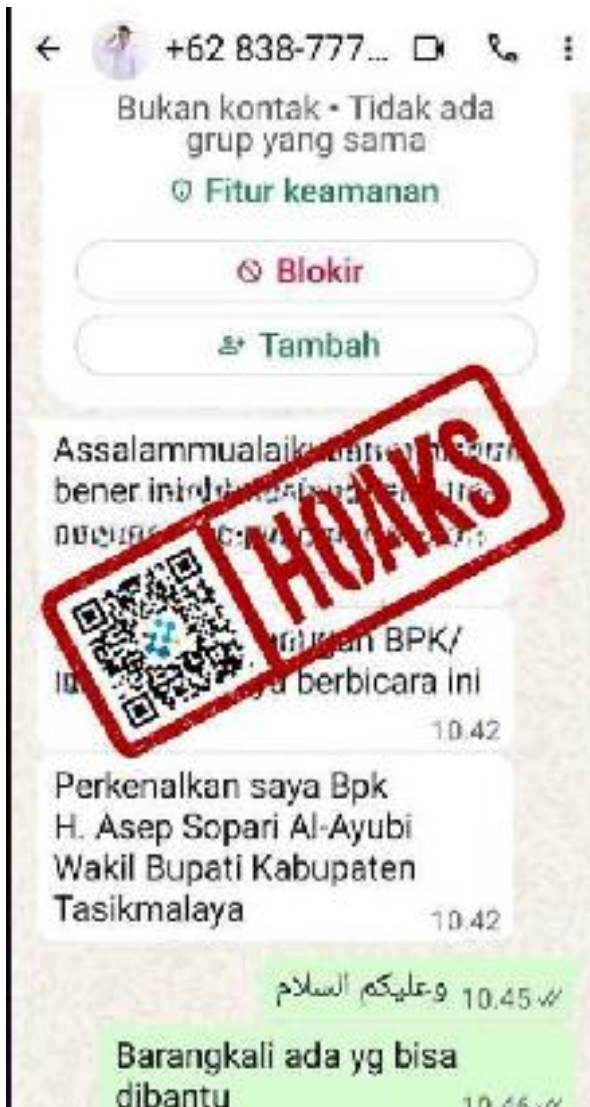 +62 838-777...
Bukan kontak • Tidak ada
grup yang sama
Fitur keamanan
Blokir
Tambah
HOAKS
bener ini
BPK/
berbicara ini
10.42
Perkenalkan saya Bpk
H. Asep Sopari Al-Ayubi
Wakil Bupati Kabupaten
Tasikmalaya
10.42
وعليكم السلام
10.45
Barangkali ada yg bisa
dibantu
10.46